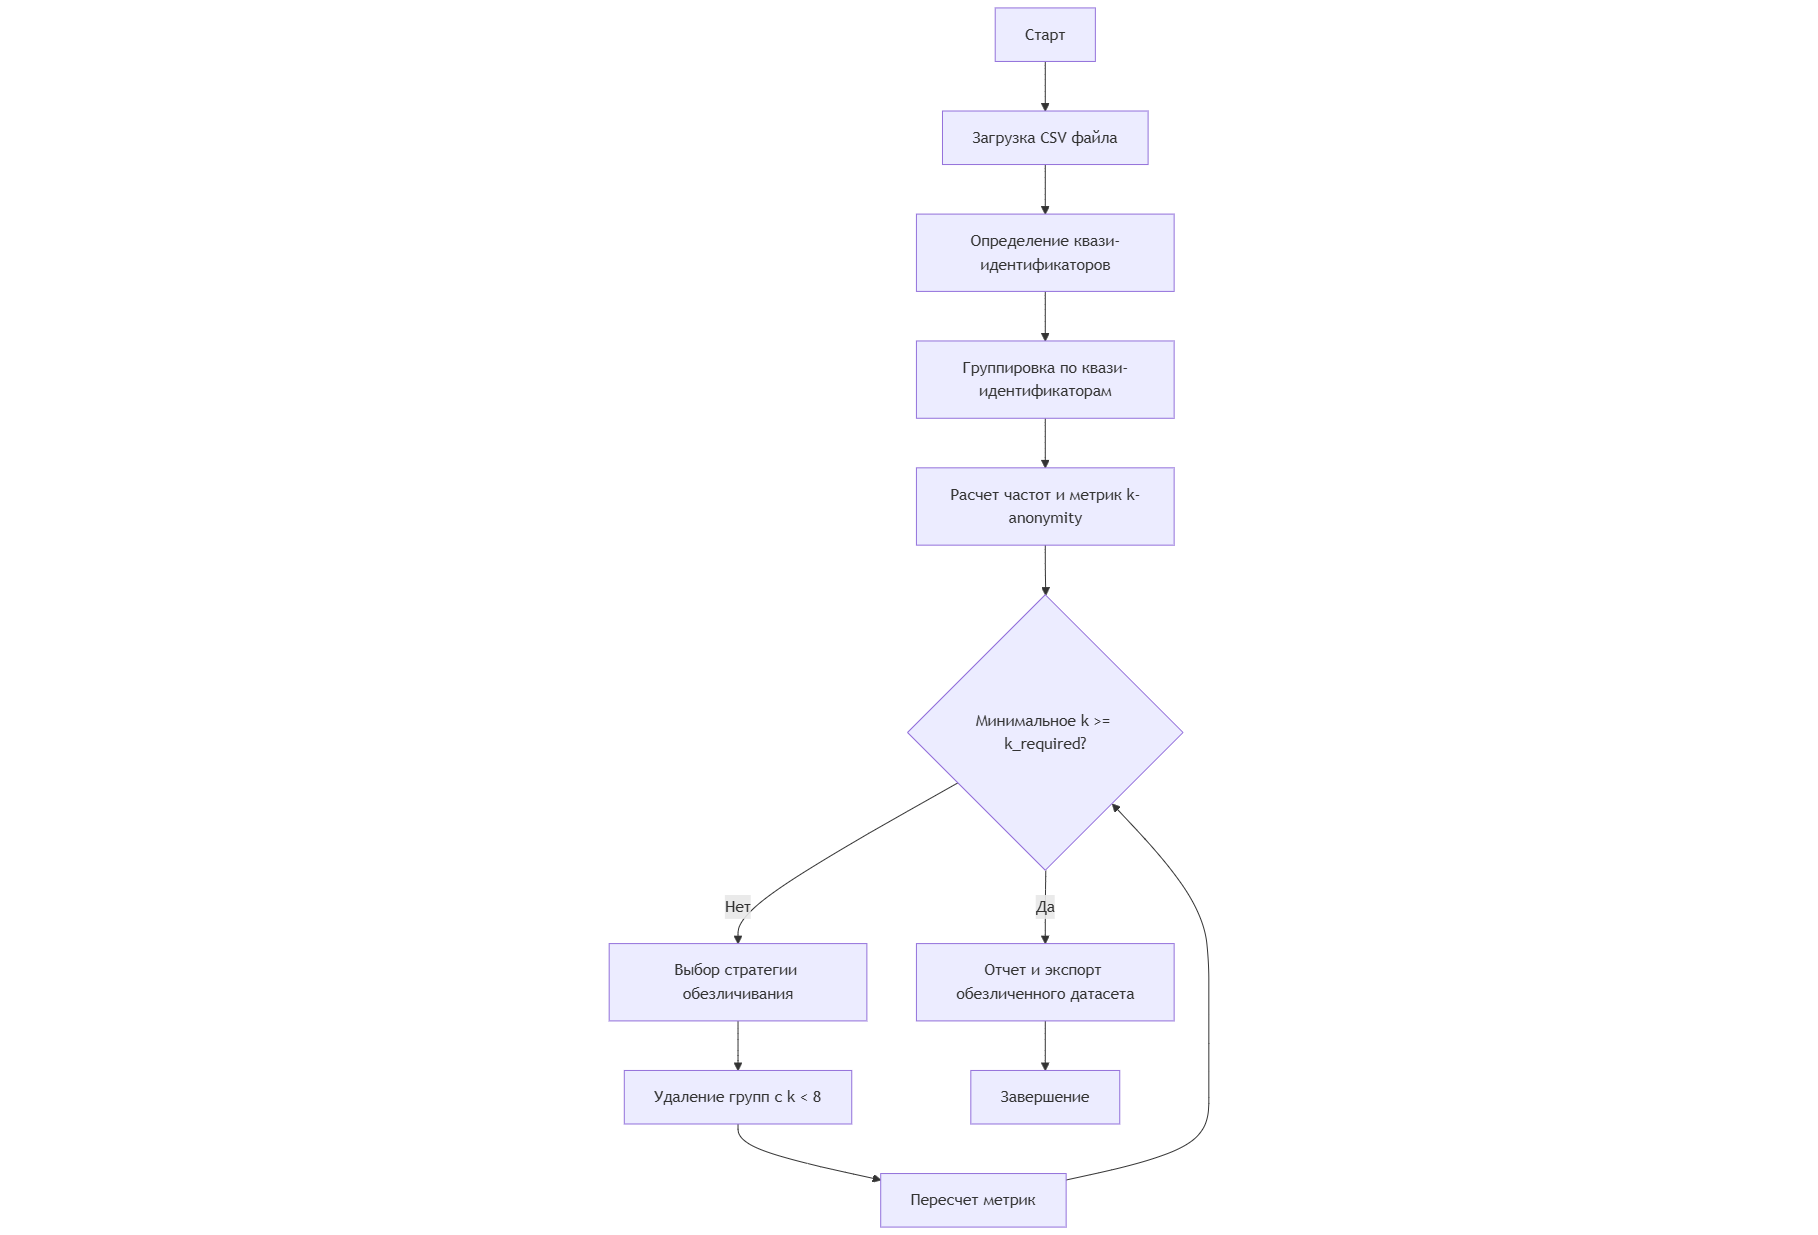 Старт
Загрузка CSV файла
Определение квази-
идентификаторов
Группировка по квази-
идентификаторам
Расчет частот и метрик k-
anonymity
Минимальное k >=
k_required?
Нет
Да
Выбор стратегии
обезличивания
Отчет и экспорт
обезличенного датасета
Удаление групп с k < 8
Завершение
Пересчет метрик